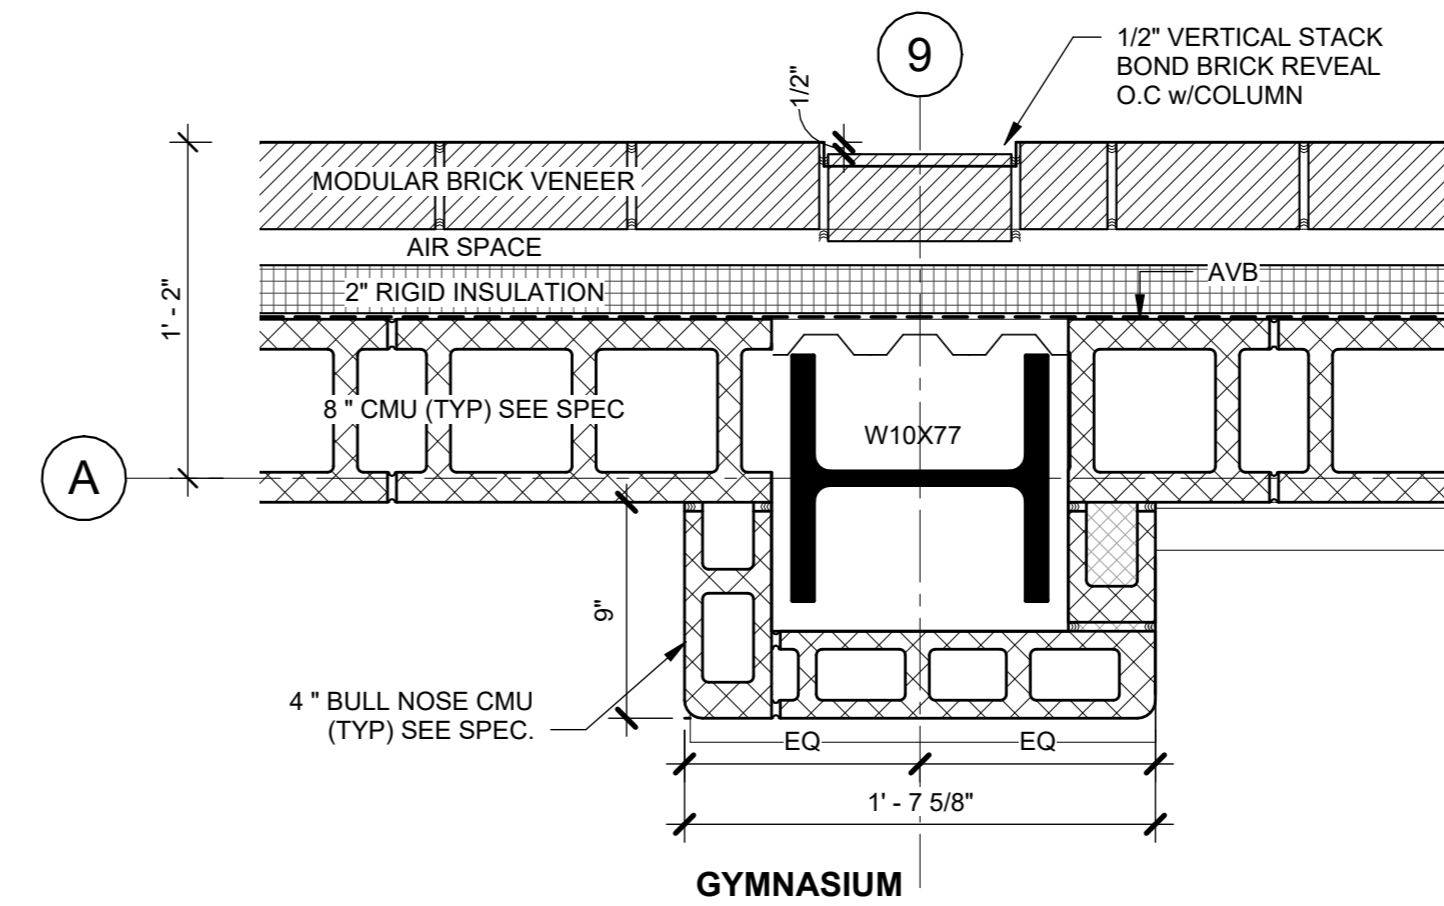 9
1/2" VERTICAL STACK
BOND BRICK REVEAL
O.C w/COLUMN
1/2"
MODULAR BRICK VENEER
AIR SPACE
AVB
2" RIGID INSULATION
1' - 2"
8 " CMU (TYP) SEE SPEC
W10X77
A
9"
4 " BULL NOSE CMU
(TYP) SEE SPEC.
EQ EQ
1' - 7 5/8"
GYMNASIUM